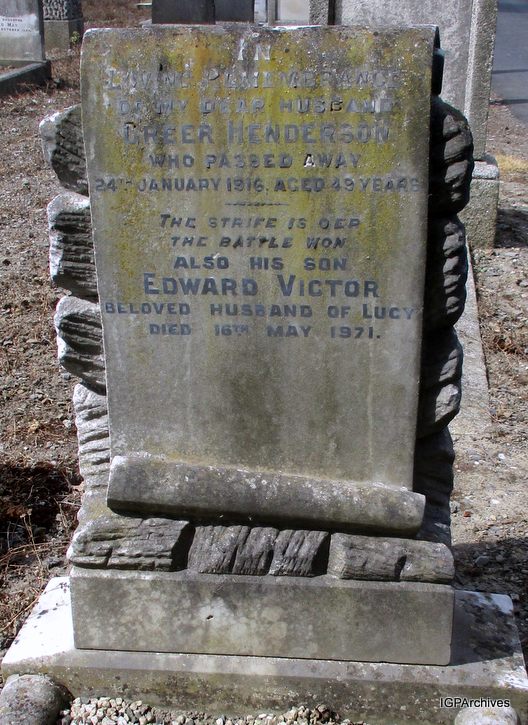 IN
LOVING REMEMBRANCE
OF MY DEAR HUSBAND
GREER HENDERSON
WHO PASSED AWAY
24TH JANUARY 1916, AGED 49 YEARS
THE STRIFE IS OER
THE BATTLE WON
ALSO HIS SON
EDWARD VICTOR
BELOVED HUSBAND OF LUCY
DIED 16TH MAY 1971.
IGPArchives